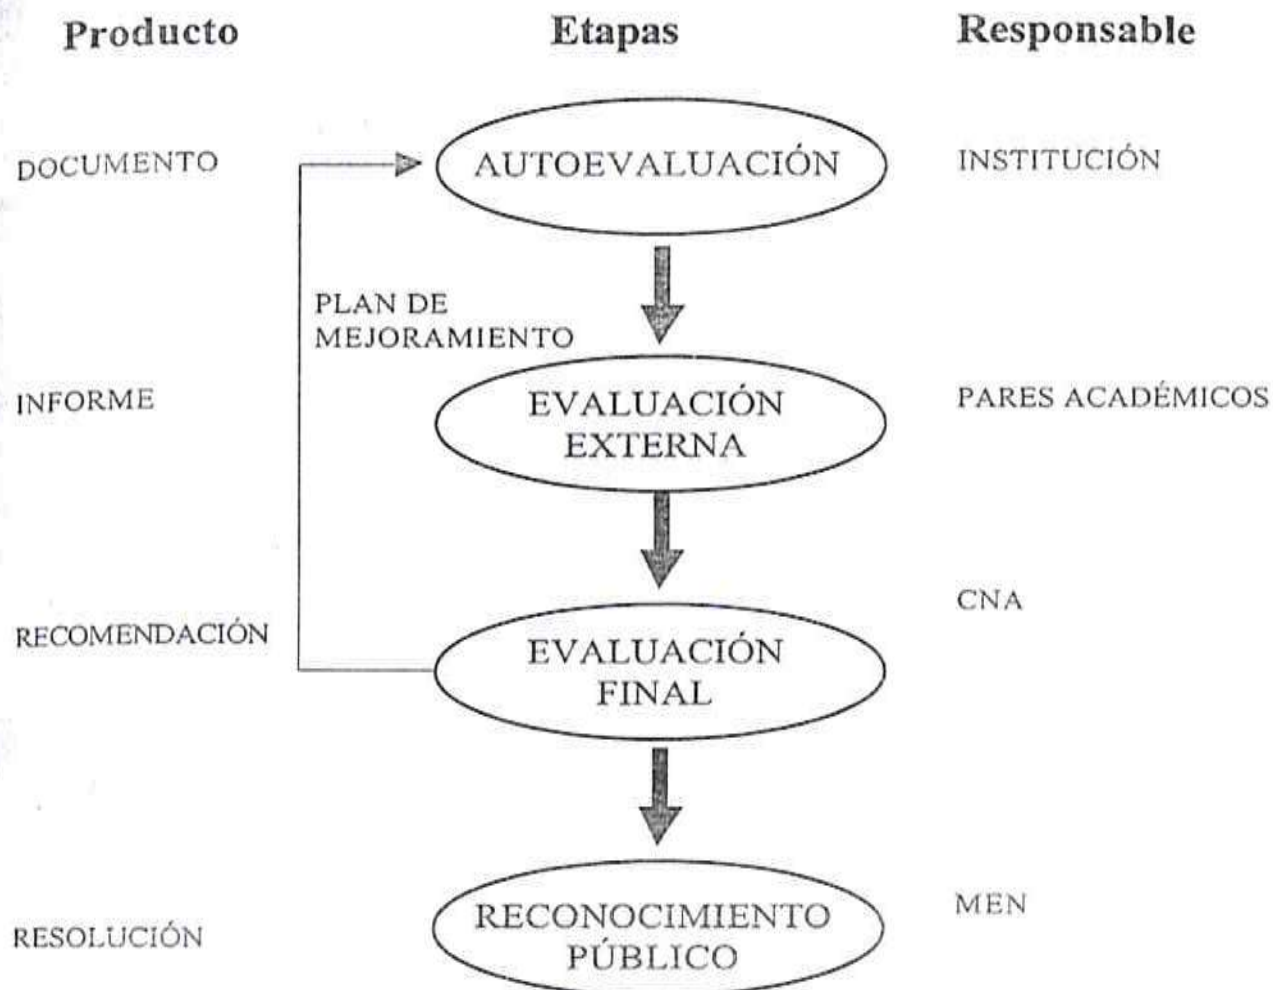 Producto Etapas Responsable
DOCUMENTO AUTOEVALUACIÓN INSTITUCIÓN
PLAN DE
MEJORAMIENTO
INFORME EVALUACIÓN
EXTERNA PARES ACADÉMICOS
RECOMENDACIÓN EVALUACIÓN
FINAL CNA
RESOLUCIÓN RECONOCIMIENTO
PÚBLICO MEN